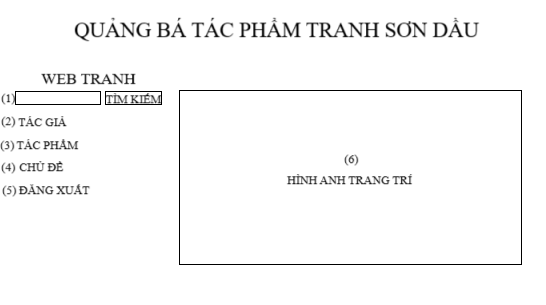 QUẢNG BÁ TÁC PHẨM TRANH SƠN DẦU
WEB TRANH
(1) TÌM KIẾM
(2) TÁC GIẢ
(3) TÁC PHẨM
(4) CHỦ ĐỀ
(5) ĐĂNG XUẤT
(6)
HÌNH ANH TRANG TRÍ